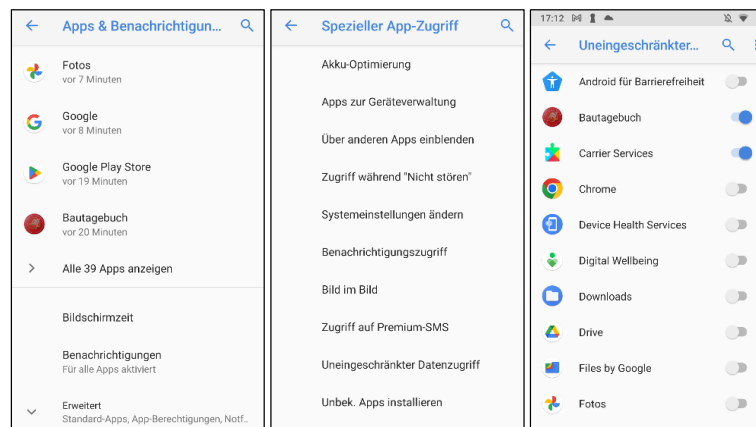 Apps & Benachrichtigun...
Fotos
vor 7 Minuten
Google
vor 8 Minuten
Google Play Store
vor 19 Minuten
Bautagebuch
vor 20 Minuten
Alle 39 Apps anzeigen
Bildschirmzeit
Benachrichtigungen
Für alle Apps aktiviert
Erweitert
Standard-Apps, App-Berechtigungen, Notf..
Spezieller App-Zugriff
Akku-Optimierung
Apps zur Geräteverwaltung
Über anderen Apps einblenden
Zugriff während "Nicht stören"
Systemeinstellungen ändern
Benachrichtigungszugriff
Bild im Bild
Zugriff auf Premium-SMS
Uneingeschränkter Datenzugriff
Unbek. Apps installieren
17:12
Uneingeschränkter...
Android für Barrierefreiheit
Bautagebuch
Carrier Services
Chrome
Device Health Services
Digital Wellbeing
Downloads
Drive
Files by Google
Fotos